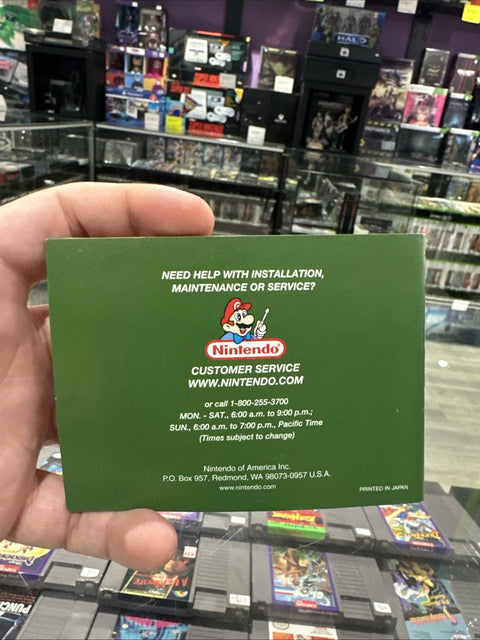 HALO
NEED HELP WITH INSTALLATION,
MAINTENANCE OR SERVICE?
Nintendo
CUSTOMER SERVICE
WWW.NINTENDO.COM
or call 1-800-255-3700
MON. - SAT., 6:00 a.m. to 9:00 p.m.;
SUN., 6:00 a.m. to 7:00 p.m., Pacific Time
(Times subject to change)
Nintendo of America Inc.
P.O. Box 957, Redmond, WA 98073-0957 U.S.A.
www.nintendo.com
PRINTED IN JAPAN